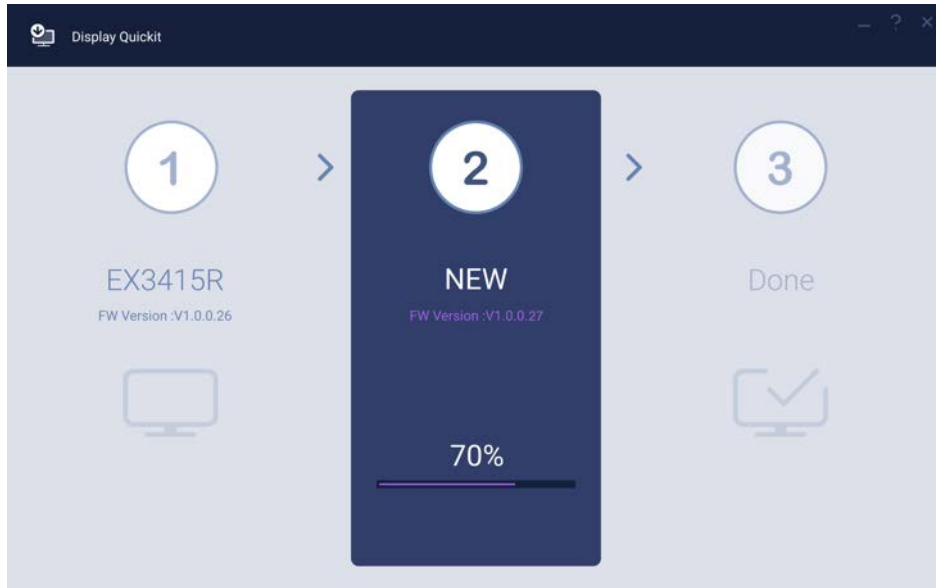 Display Quickit
1
2
3
EX3415R
NEW
Done
FW Version :V1.0.0.26
FW Version :V1.0.0.27
70%